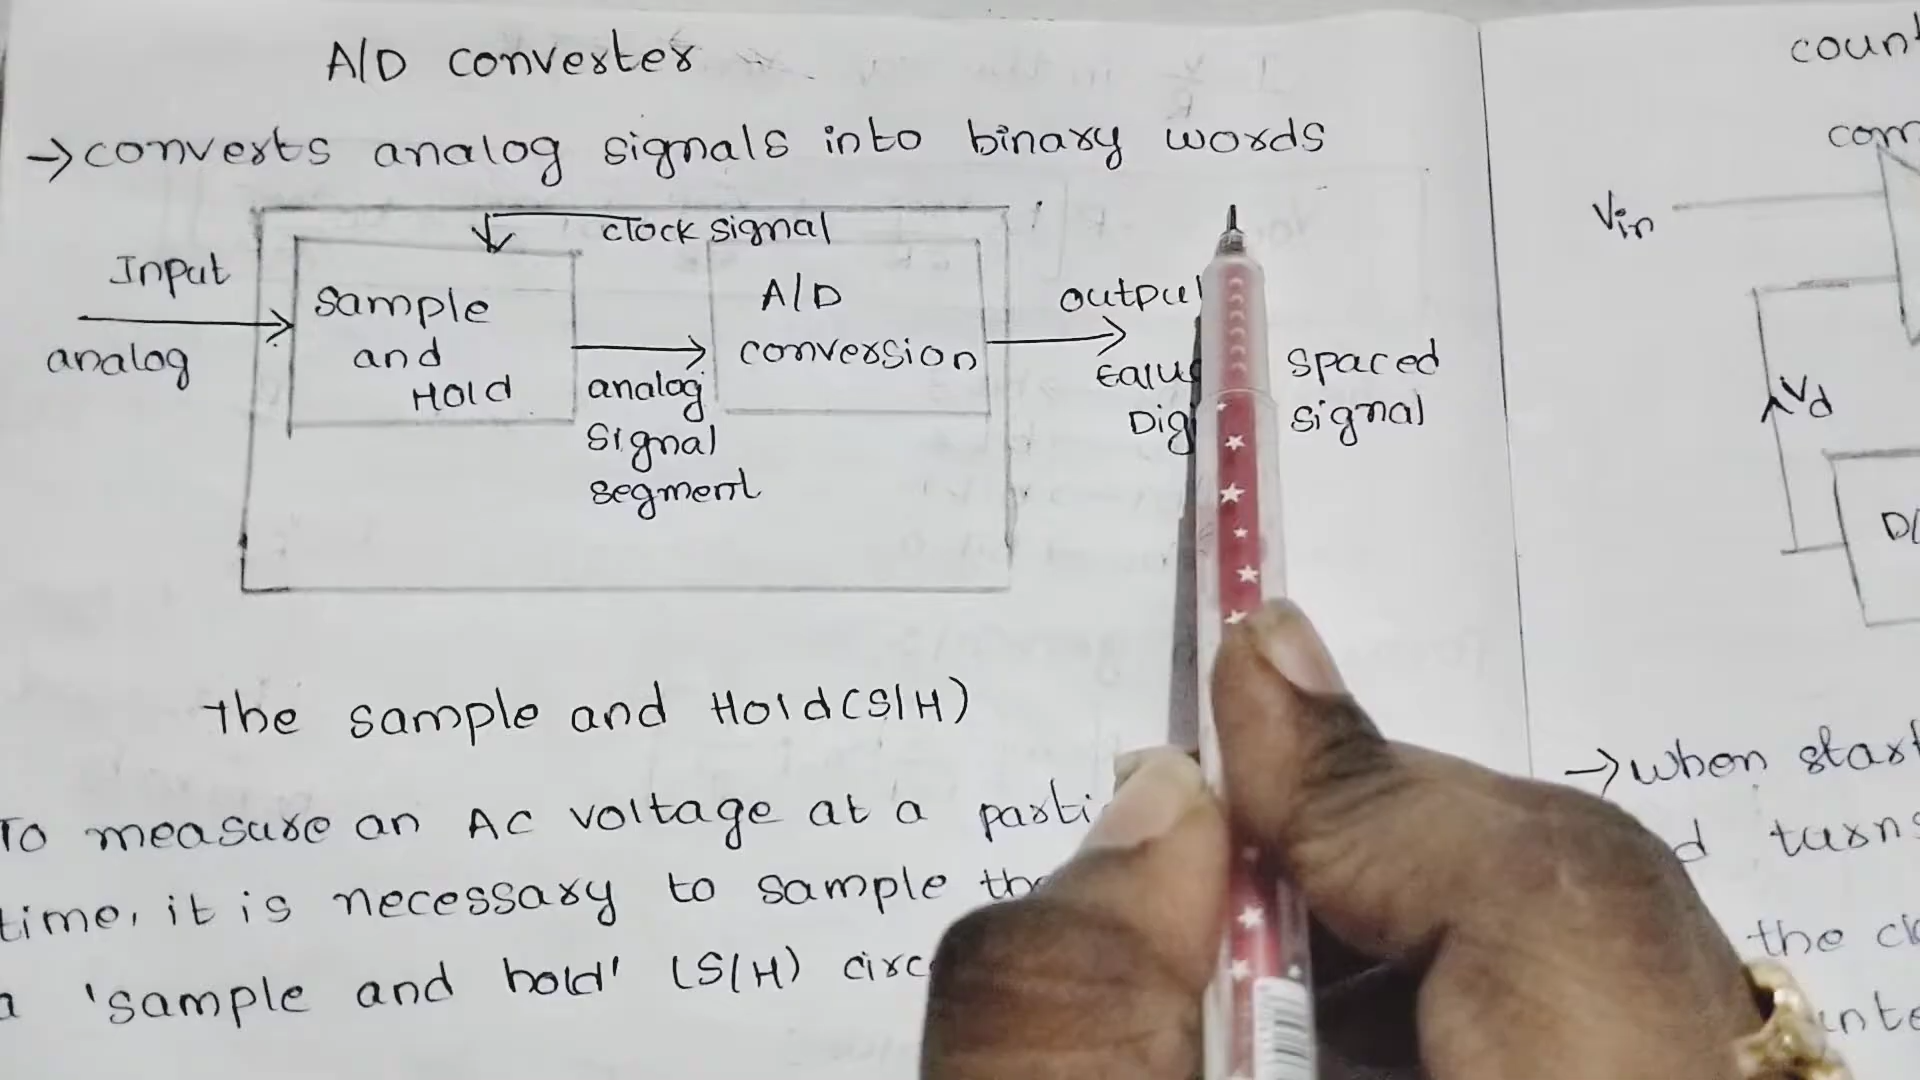 A/D converter
→ converts analog signals into binary words
clock signal
Input
analog
sample
and
Hold
analog
signal
segment
A/D
conversion
output
spaced
signal
The sample and Hold (S/H)
To measure an AC voltage at a
time, it is necessary to sample
a 'sample and hold' (S/H)
Vin
Vd
→ when
turns
the